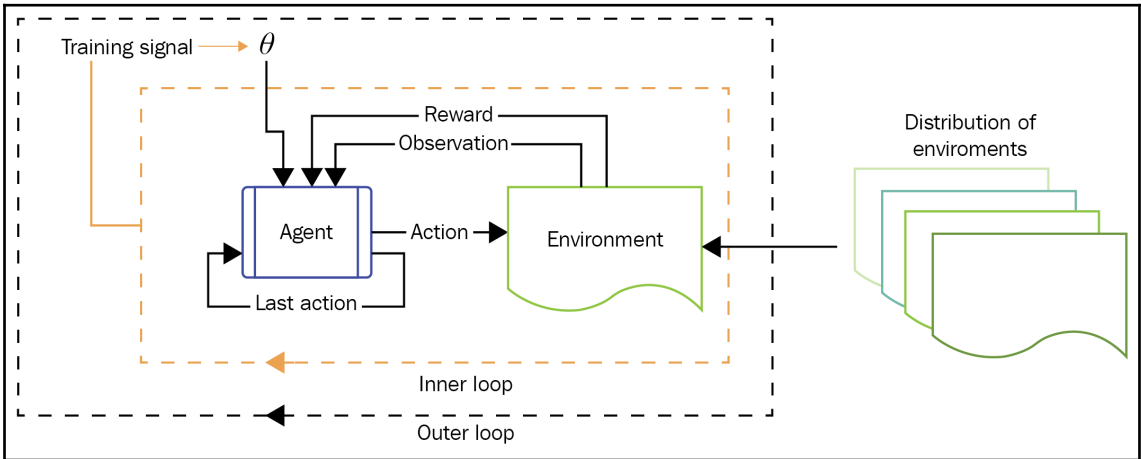 Training signal
θ
Reward
Observation
Distribution of
enviroments
Agent
Action
Environment
Last action
Inner loop
Outer loop